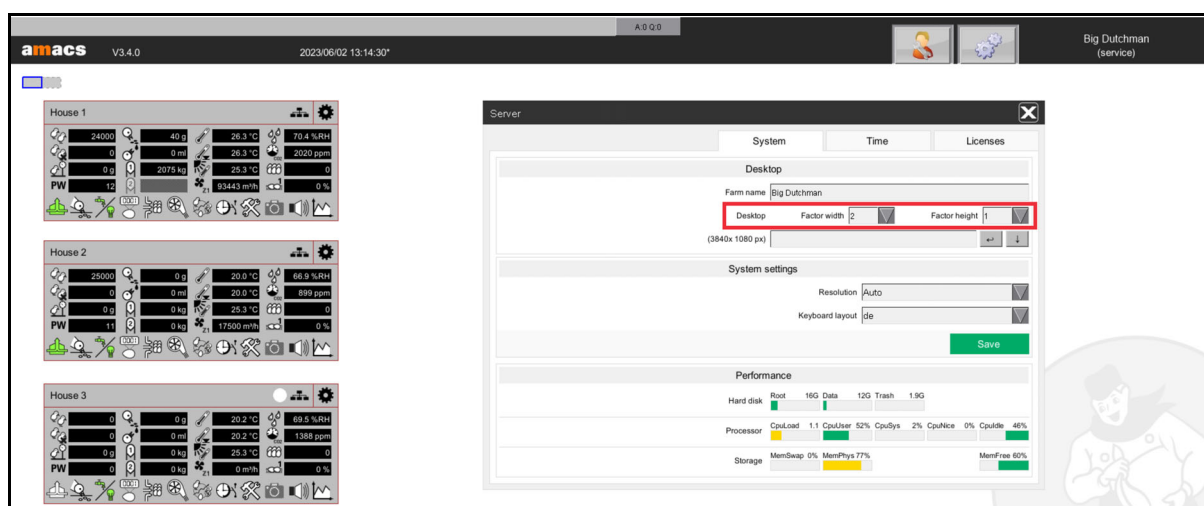 A:0 Q:0
amacs V3.4.0 2023/06/02 13:14:30* Big Dutchman
(service)
House 1
24000 40 g 26.3 °C 70.4 %RH
0 0 ml 26.3 °C 2020 ppm
0 g 2075 kg 25.3 °C 0
PW 12 Z1 93443 m³/h 0 %
House 2
25000 0 g 20.0 °C 66.9 %RH
0 0 ml 20.0 °C 899 ppm
0 g 0 kg 25.3 °C 0
PW 11 0 kg Z1 17500 m³/h 0 %
House 3
0 0 g 20.2 °C 69.5 %RH
0 0 ml 20.2 °C 1388 ppm
0 g 0 kg 25.3 °C 0
PW 0 0 kg Z1 0 m³/h 0 %
Server X
System Time Licenses
Desktop
Farm name Big Dutchman
Desktop Factor width 2 Factor height 1
(3840x 1080 px)
System settings
Resolution Auto
Keyboard layout de
Save
Performance
Hard disk Root 16G Data 12G Trash 1.9G
Processor CpuLoad 1.1 CpuUser 52% CpuSys 2% CpuNice 0% CpuIdle 46%
Storage MemSwap 0% MemPhys 77% MemFree 60%